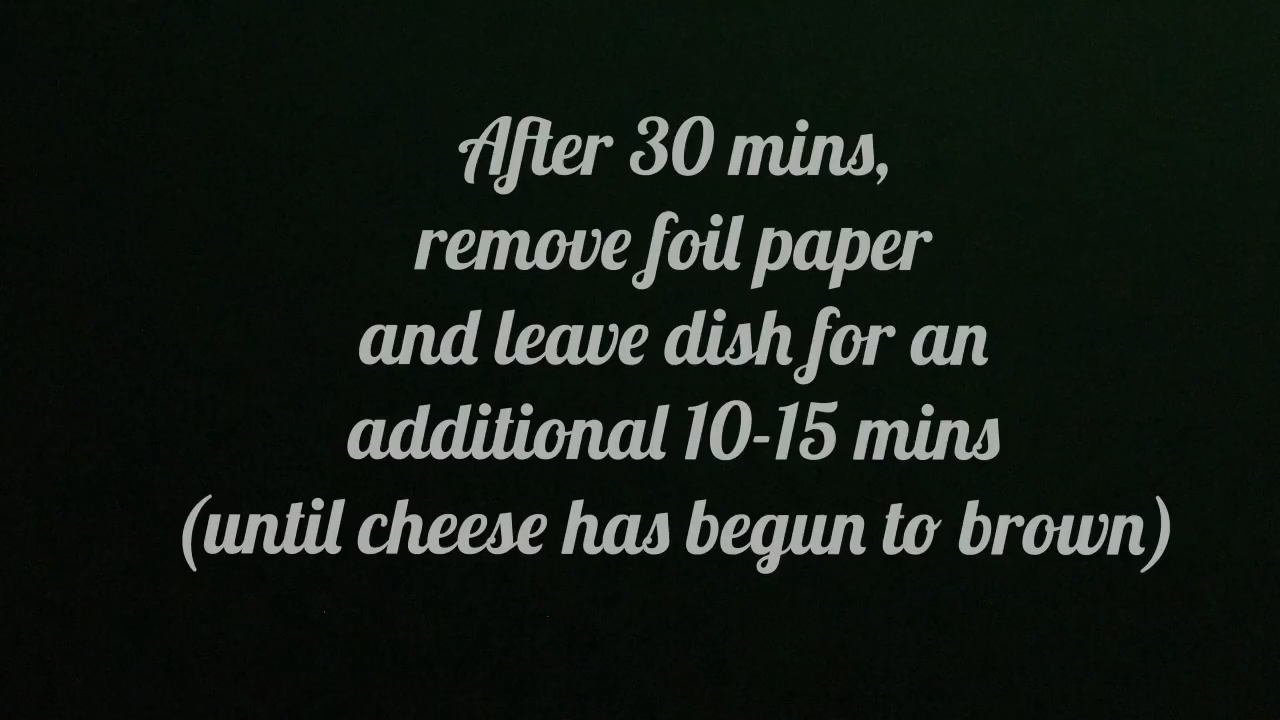 After 30 mins,
remove foil paper
and leave dish for an
additional 10-15 mins
(until cheese has begun to brown)